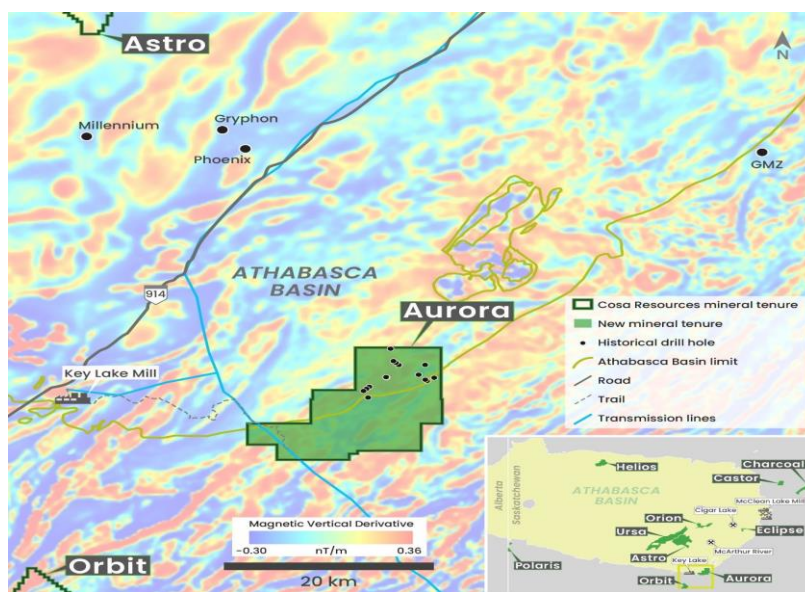 Astro
N
Millennium
Gryphon
Phoenix
GMZ
ATHABASCA
BASIN
914
Aurora
Key Lake Mill
Cosa Resources mineral tenure
New mineral tenure
Historical drill hole
Athabasca Basin limit
Road
Trail
Transmission lines
Magnetic Vertical Derivative
−0.30 nT/m 0.36
20 km
Orbit
Alberta
Saskatchewan
Helios
Charcoal
Castor
ATHABASCA
BASIN
McClean Lake Mill
Cigar Lake
Orion
Ursa
Eclipse
Astro
McArthur River
Key Lake
Polaris
Orbit
Aurora